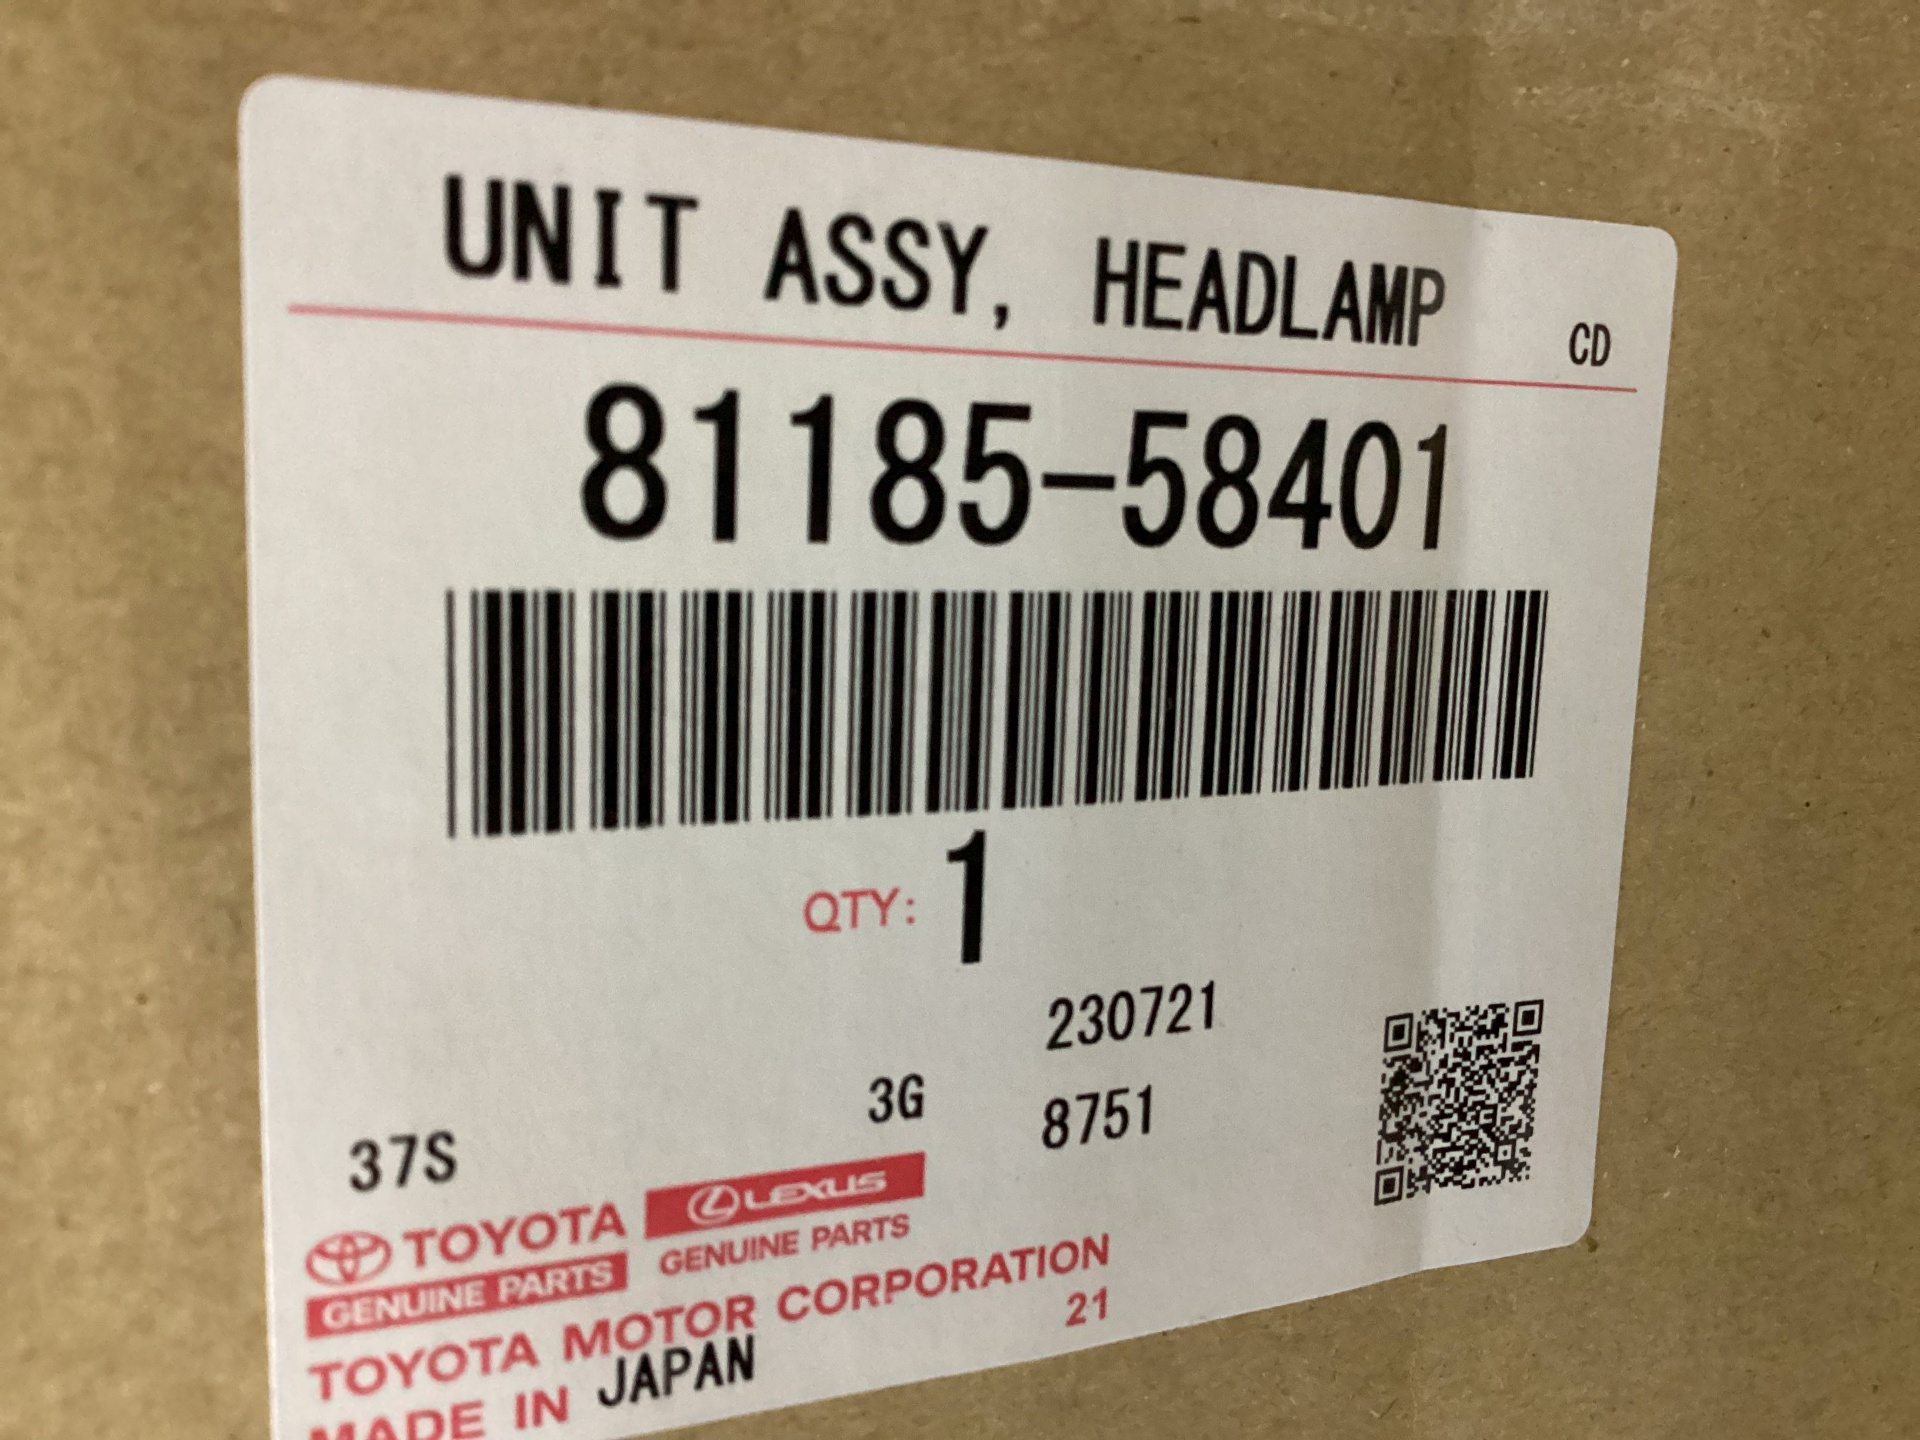 UNIT ASSY, HEADLAMP
CD
81185-58401
QTY: 1
230721
3G
8751
37S
TOYOTA
GENUINE PARTS
LEXUS
GENUINE PARTS
TOYOTA MOTOR CORPORATION
21
MADE IN JAPAN